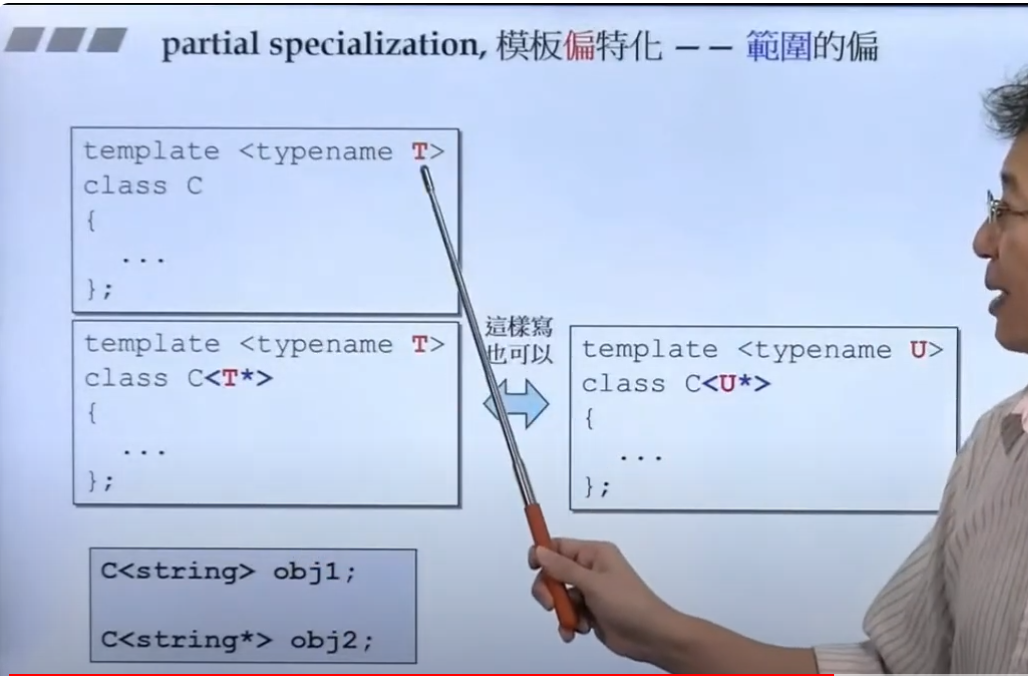 partial specialization, 模板偏特化 —— 範圍的偏
template <typename T>
class C
{
...
};
template <typename T>
class C<T*>
{
...
};
這樣寫
也可以
template <typename U>
class C<U*>
{
...
};
C<string> obj1;
C<string*> obj2;